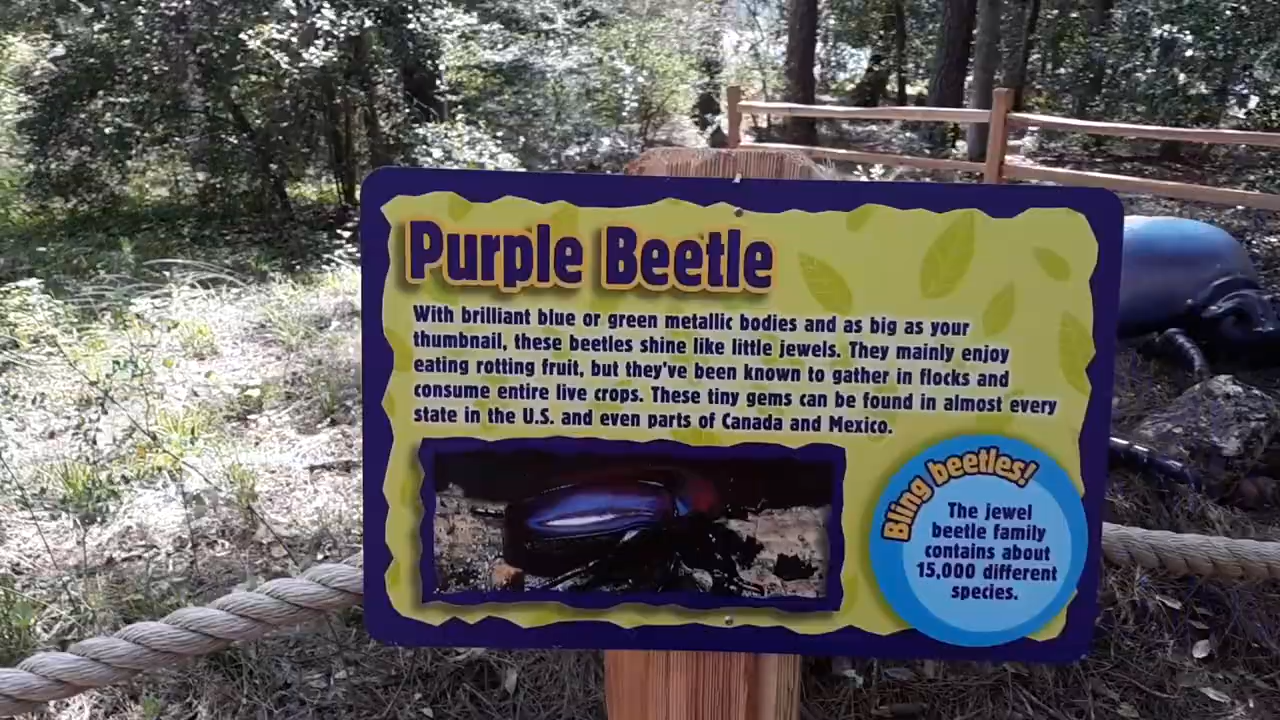 Purple Beetle
With brilliant blue or green metallic bodies and as big as your
thumbnail, these beetles shine like little jewels. They mainly enjoy
eating rotting fruit, but they've been known to gather in flocks and
consume entire live crops. These tiny gems can be found in almost every
state in the U.S. and even parts of Canada and Mexico.
Bling beetles!
The jewel
beetle family
contains about
15,000 different
species.